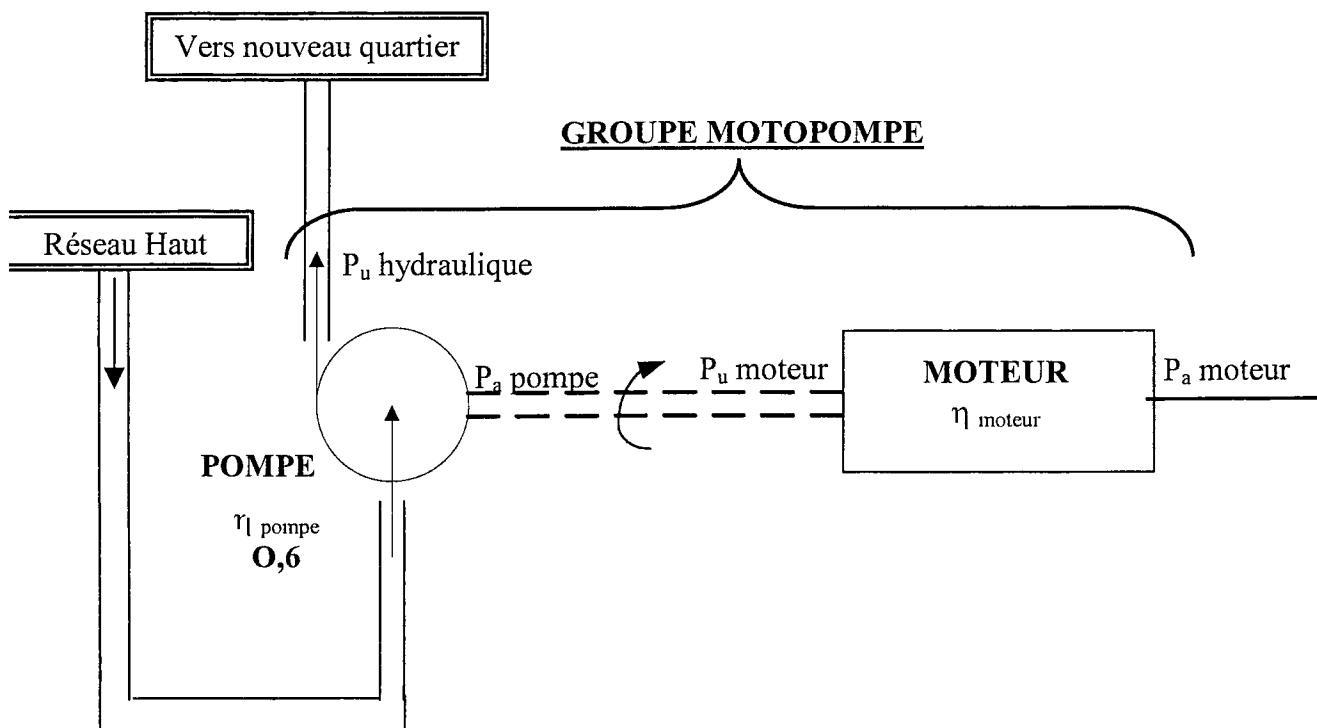 Vers nouveau quartier
GROUPE MOTOPOMPE
Réseau Haut
Pu hydraulique
Pa pompe
Pu moteur
MOTEUR
η moteur
Pa moteur
POMPE
η pompe
O,6